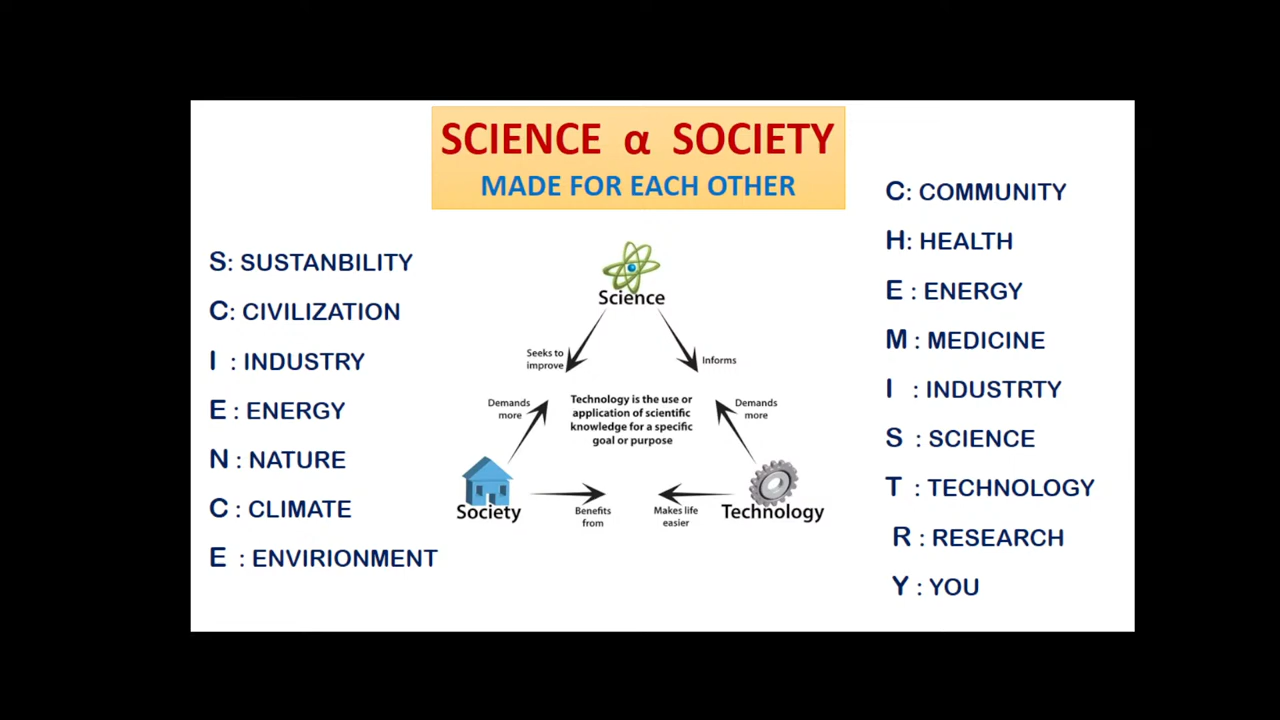 SCIENCE α SOCIETY
MADE FOR EACH OTHER
S: SUSTANBILITY
C: CIVILIZATION
I : INDUSTRY
E : ENERGY
N : NATURE
C : CLIMATE
E : ENVIRIONMENT
Science
Seeks to
improve
Informs
Demands
more
Technology is the use or
application of scientific
knowledge for a specific
goal or purpose
Demands
more
Society
Benefits
from
Makes life
easier
Technology
C: COMMUNITY
H: HEALTH
E : ENERGY
M : MEDICINE
I : INDUSTRTY
S : SCIENCE
T : TECHNOLOGY
R : RESEARCH
Y : YOU